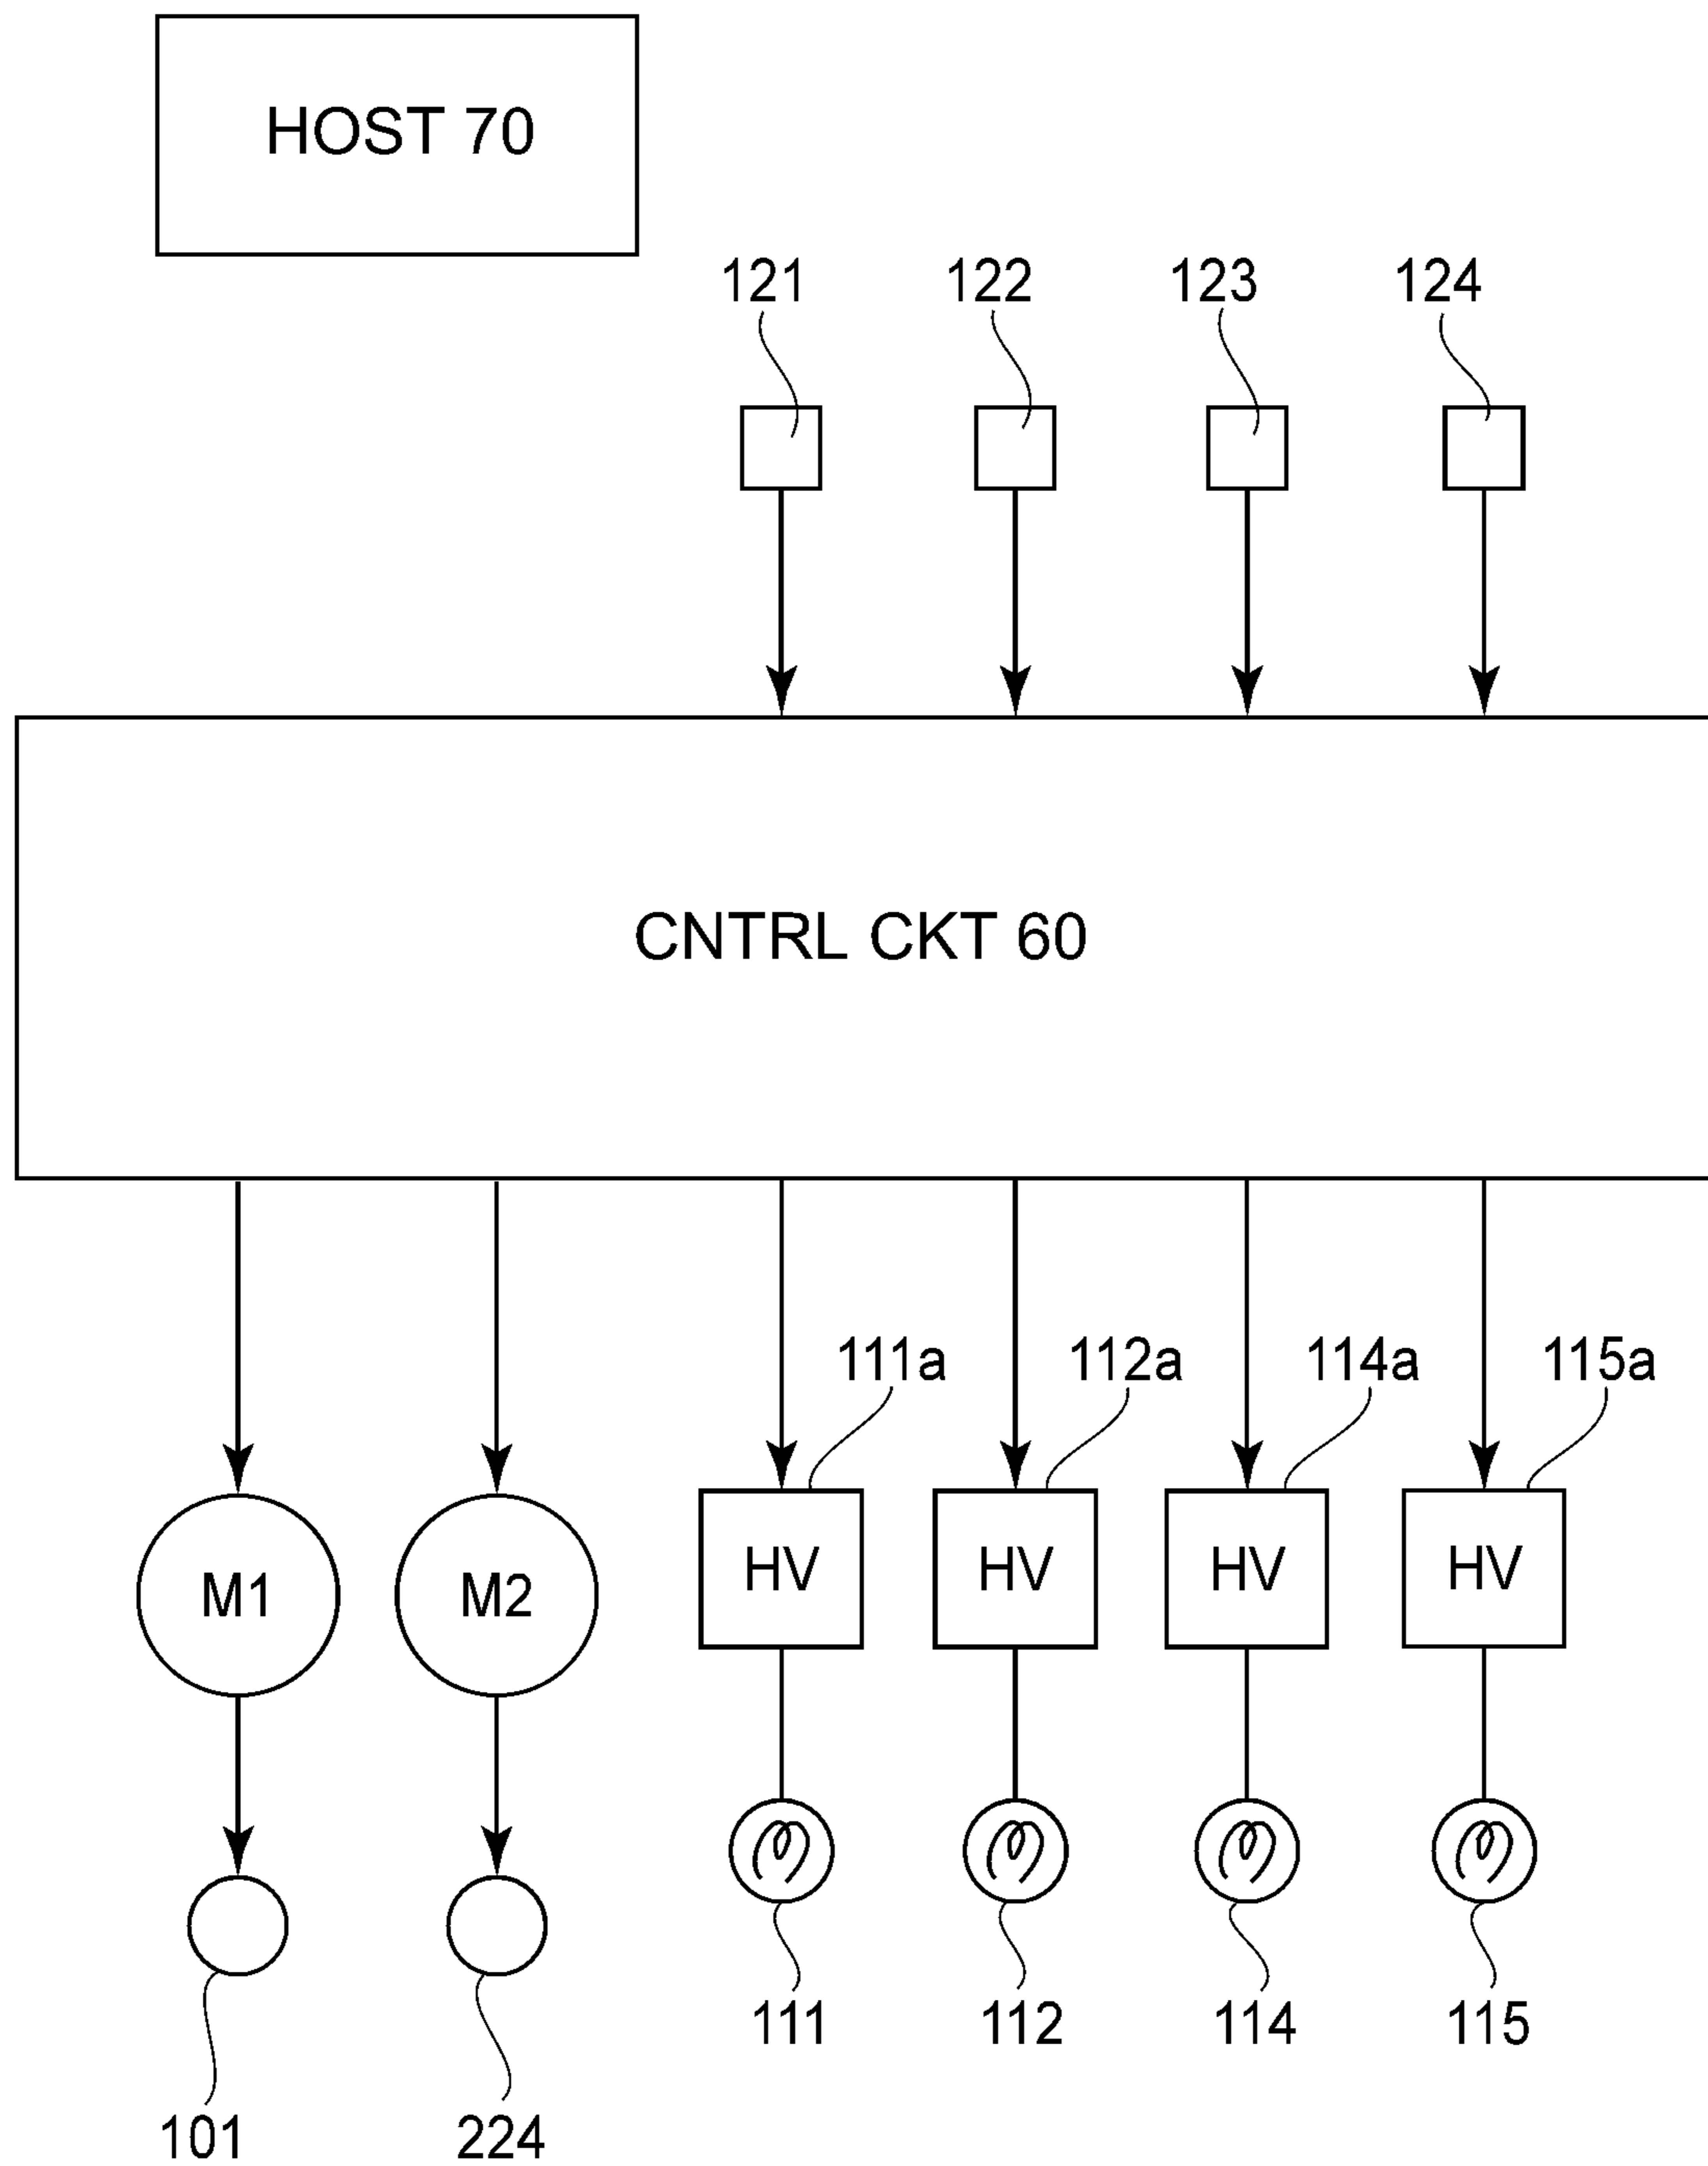 HOST 70
121 122 123 124
CNTRL CKT 60
111a 112a 114a 115a
M1 M2 HV HV HV HV
111 112 114 115
101 224